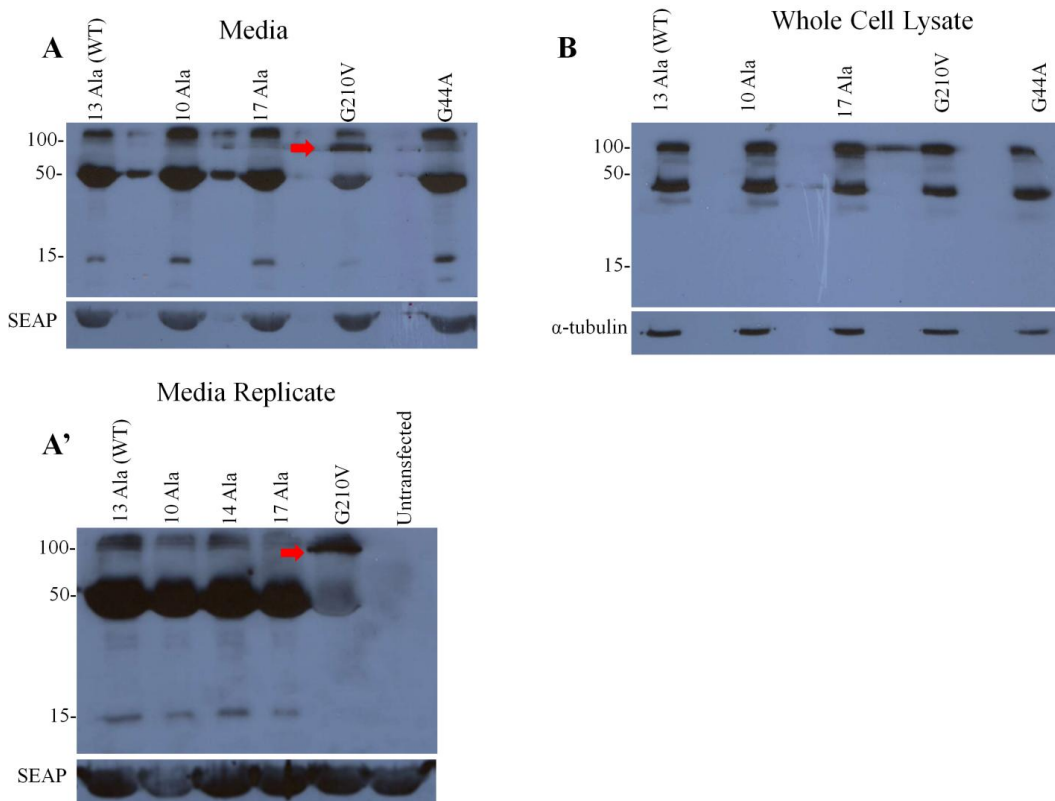 A
Media
13 Ala (WT)
10 Ala
17 Ala
G210V
G44A
100-
50-
15-
SEAP
B
Whole Cell Lysate
13 Ala (WT)
10 Ala
17 Ala
G210V
G44A
100-
50-
15-
α-tubulin
A’
Media Replicate
13 Ala (WT)
10 Ala
14 Ala
17 Ala
G210V
Untransfected
100-
50-
15-
SEAP